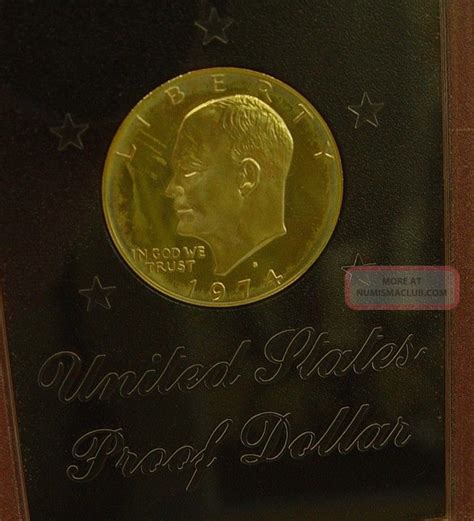 LIBERTY
IN GOD WE
TRUST
S
1974
MORE AT
NUMISMACLUB.COM
United States
Proof Dollar